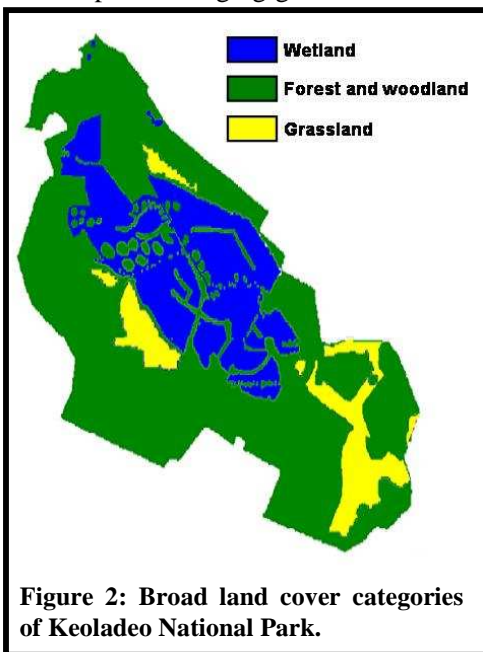 Wetland
Forest and woodland
Grassland
Figure 2: Broad land cover categories
of Keoladeo National Park.